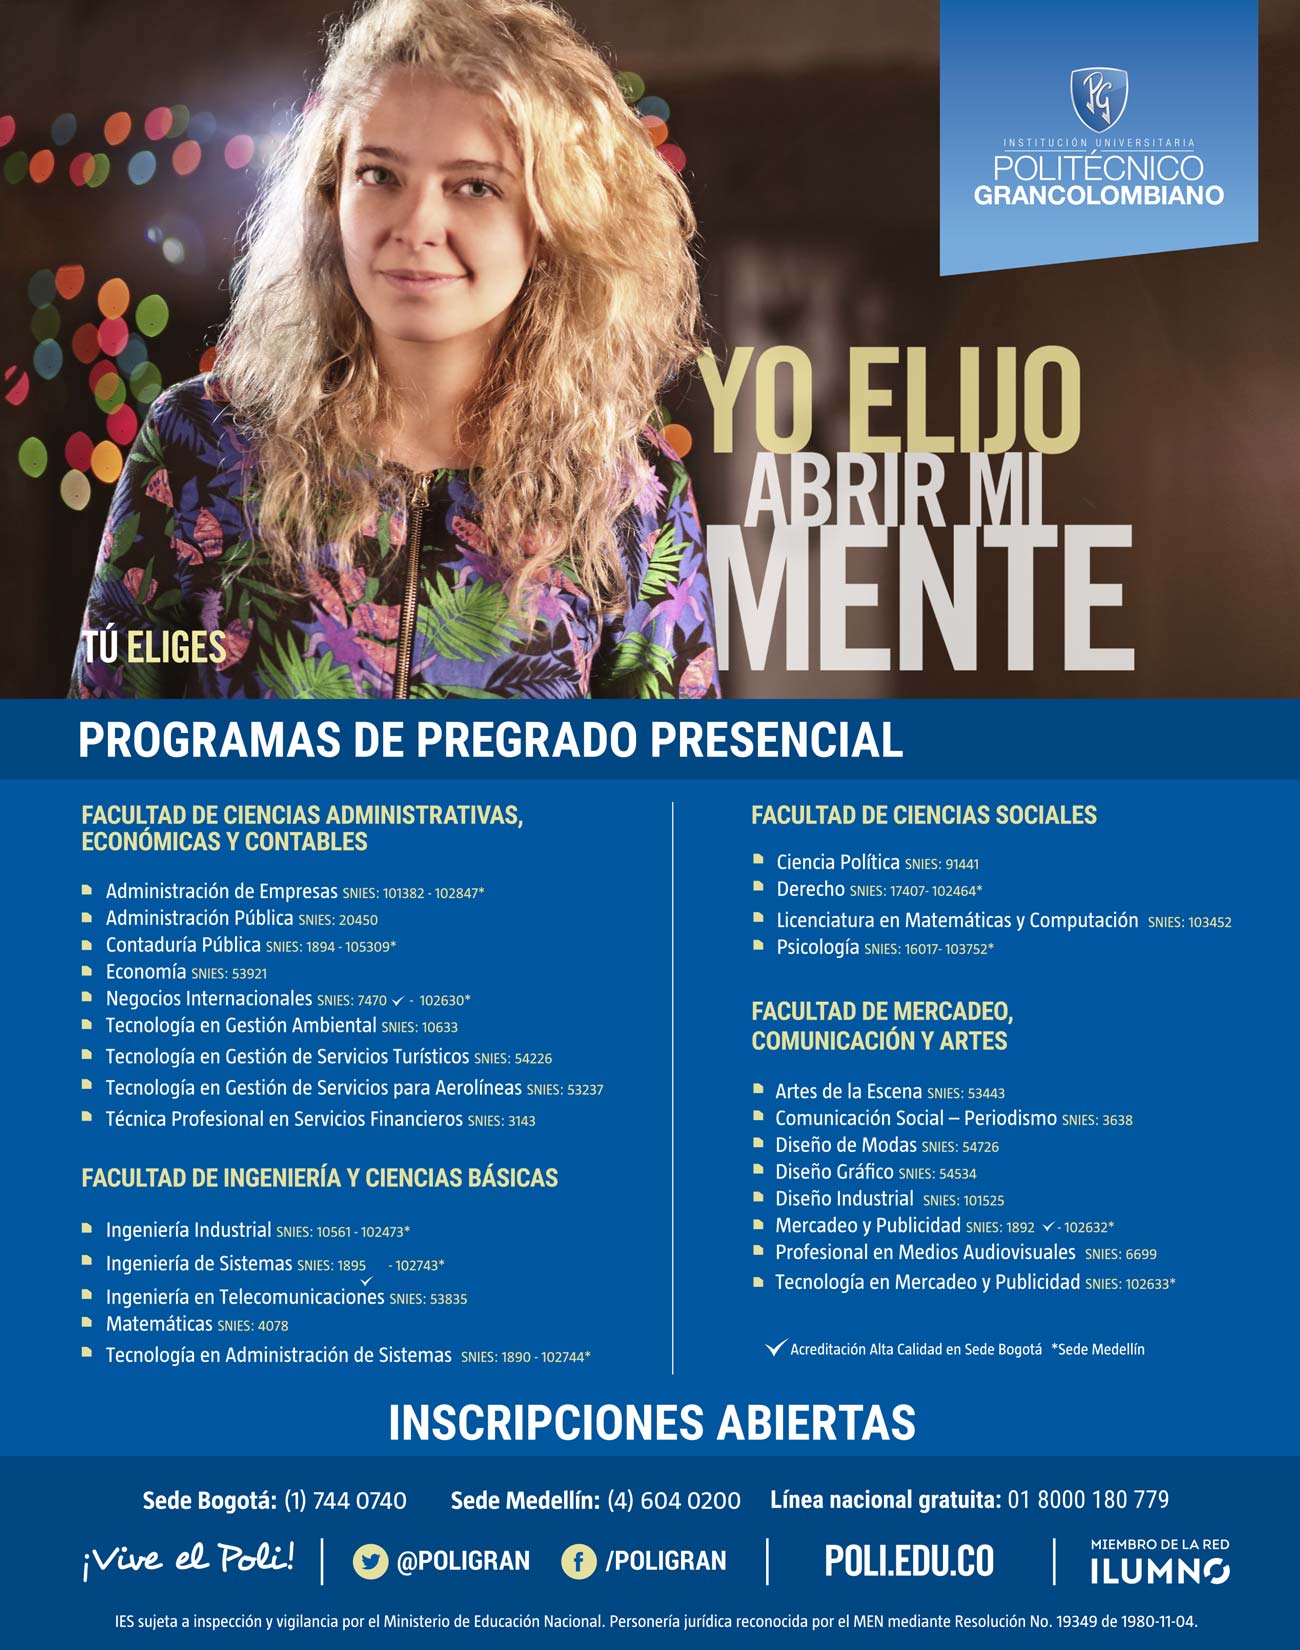 PG
INSTITUCIÓN UNIVERSITARIA
POLITÉCNICO
GRANCOLOMBIANO
YO ELIJO
ABRIR MI
MENTE
TÚ ELIGES
PROGRAMAS DE PREGRADO PRESENCIAL
FACULTAD DE CIENCIAS ADMINISTRATIVAS,
ECONÓMICAS Y CONTABLES
Administración de Empresas SNIES: 101382 - 102847*
Administración Pública SNIES: 20450
Contaduría Pública SNIES: 1894 - 105309*
Economía SNIES: 53921
Negocios Internacionales SNIES: 7470 ✓ - 102630*
Tecnología en Gestión Ambiental SNIES: 10633
Tecnología en Gestión de Servicios Turísticos SNIES: 54226
Tecnología en Gestión de Servicios para Aerolíneas SNIES: 53237
Técnica Profesional en Servicios Financieros SNIES: 3143
FACULTAD DE INGENIERÍA Y CIENCIAS BÁSICAS
Ingeniería Industrial SNIES: 10561 - 102473*
Ingeniería de Sistemas SNIES: 1895 ✓ - 102743*
Ingeniería en Telecomunicaciones SNIES: 53835
Matemáticas SNIES: 4078
Tecnología en Administración de Sistemas SNIES: 1890 - 102744*
FACULTAD DE CIENCIAS SOCIALES
Ciencia Política SNIES: 91441
Derecho SNIES: 17407- 102464*
Licenciatura en Matemáticas y Computación SNIES: 103452
Psicología SNIES: 16017- 103752*
FACULTAD DE MERCADEO,
COMUNICACIÓN Y ARTES
Artes de la Escena SNIES: 53443
Comunicación Social – Periodismo SNIES: 3638
Diseño de Modas SNIES: 54726
Diseño Gráfico SNIES: 54534
Diseño Industrial SNIES: 101525
Mercadeo y Publicidad SNIES: 1892 ✓ - 102632*
Profesional en Medios Audiovisuales SNIES: 6699
Tecnología en Mercadeo y Publicidad SNIES: 102633*
✓ Acreditación Alta Calidad en Sede Bogotá *Sede Medellín
INSCRIPCIONES ABIERTAS
Sede Bogotá: (1) 744 0740 Sede Medellín: (4) 604 0200 Línea nacional gratuita: 01 8000 180 779
¡Vive el Poli! @POLIGRAN /POLIGRAN POLI.EDU.CO
MIEMBRO DE LA RED
ILUMNO
IES sujeta a inspección y vigilancia por el Ministerio de Educación Nacional. Personería jurídica reconocida por el MEN mediante Resolución No. 19349 de 1980-11-04.